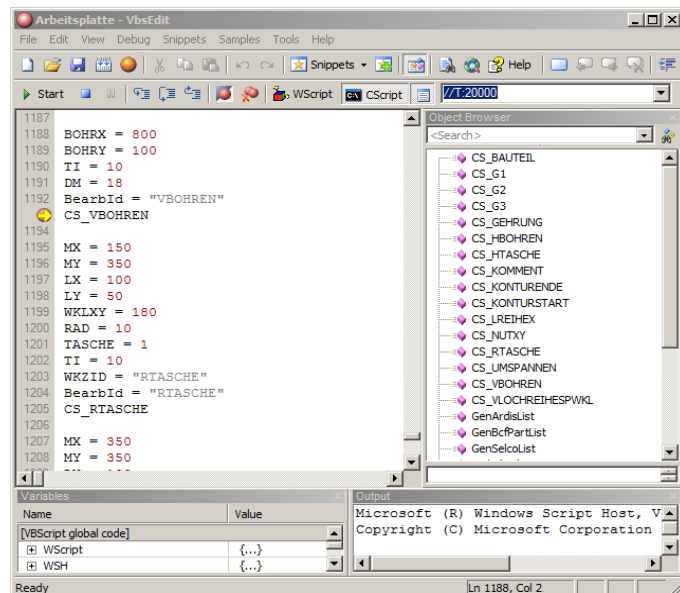 Arbeitsplatte - VbsEdit
File Edit View Debug Snippets Samples Tools Help
Snippets Help
Start WScript CScript //T:20000
1187
1188 BOHRX = 800
1189 BOHRY = 100
1190 TI = 10
1191 DM = 18
1192 BearbId = "VBOHREN"
CS_VBOHREN
1194
1195 MX = 150
1196 MY = 350
1197 LX = 100
1198 LY = 50
1199 WKLXY = 180
1200 RAD = 10
1201 TASCHE = 1
1202 TI = 10
1203 WKZID = "RTASCHE"
1204 BearbId = "RTASCHE"
1205 CS_RTASCHE
1206
1207 MX = 350
1208 MY = 350
Object Browser
<Search>
CS_BAUTEIL
CS_G1
CS_G2
CS_G3
CS_GEHRUNG
CS_HBOHREN
CS_HTASCHE
CS_KOMMENT
CS_KONTURENDE
CS_KONTURSTART
CS_LREIHEX
CS_NUTXY
CS_RTASCHE
CS_UMSPANNEN
CS_VBOHREN
CS_VLOCHREIHESPWKL
GenArdisList
GenBcfPartList
GenSelcoList
Variables
Name Value
[VBScript global code]
WScript {...}
WSH {...}
Output
Microsoft (R) Windows Script Host, V
Copyright (C) Microsoft Corporation
Ready Ln 1188, Col 2